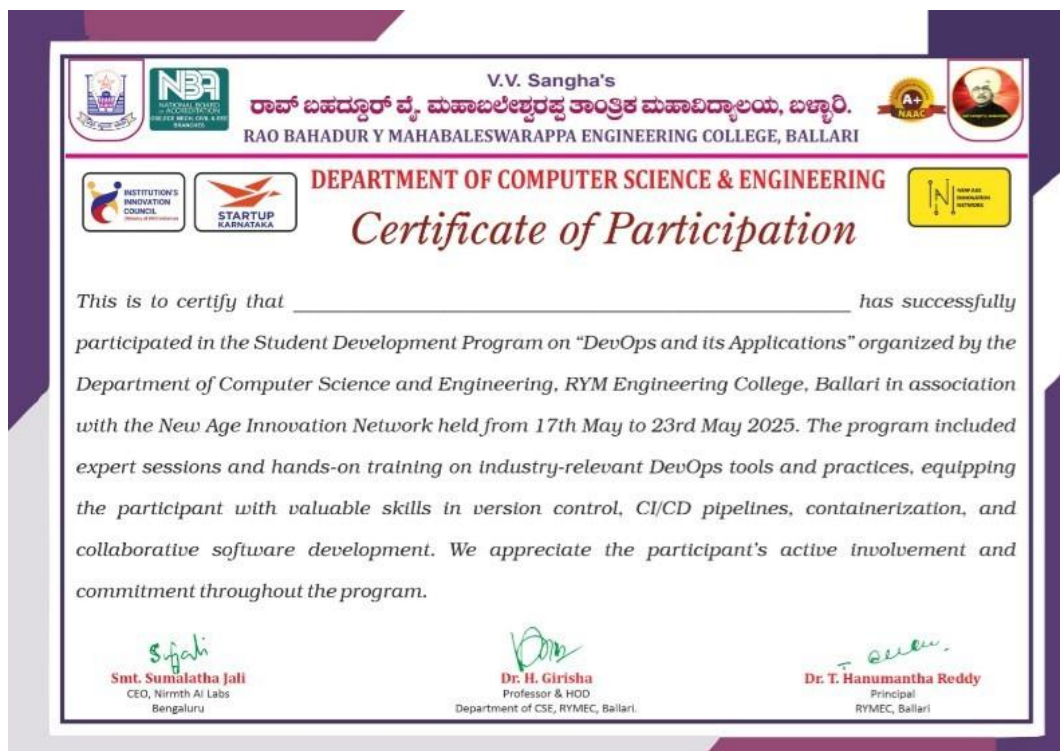 V.V. Sangha's
ರಾವ್ ಬಹದ್ದೂರ್ ವೈ. ಮಹಾಬಲೇಶ್ವರಪ್ಪ ತಾಂತ್ರಿಕ ಮಹಾವಿದ್ಯಾಲಯ, ಬಳ್ಳಾರಿ.
RAO BAHADUR Y MAHABALESWARAPPA ENGINEERING COLLEGE, BALLARI
NBA
NATIONAL BOARD
of ACCREDITATION
BRANCHES
A+
NAAC
INSTITUTION'S
INNOVATION
COUNCIL
STARTUP
KARNATAKA
DEPARTMENT OF COMPUTER SCIENCE & ENGINEERING
NEW AGE
INNOVATION
NETWORK
Certificate of Participation
This is to certify that ____________________ has successfully
participated in the Student Development Program on “DevOps and its Applications” organized by the
Department of Computer Science and Engineering, RYM Engineering College, Ballari in association
with the New Age Innovation Network held from 17th May to 23rd May 2025. The program included
expert sessions and hands-on training on industry-relevant DevOps tools and practices, equipping
the participant with valuable skills in version control, CI/CD pipelines, containerization, and
collaborative software development. We appreciate the participant's active involvement and
commitment throughout the program.
Smt. Sumalatha Jali
CEO, Nirmth AI Labs
Bengaluru
Dr. H. Girisha
Professor & HOD
Department of CSE, RYMEC, Ballari.
Dr. T. Hanumantha Reddy
Principal
RYMEC, Ballari